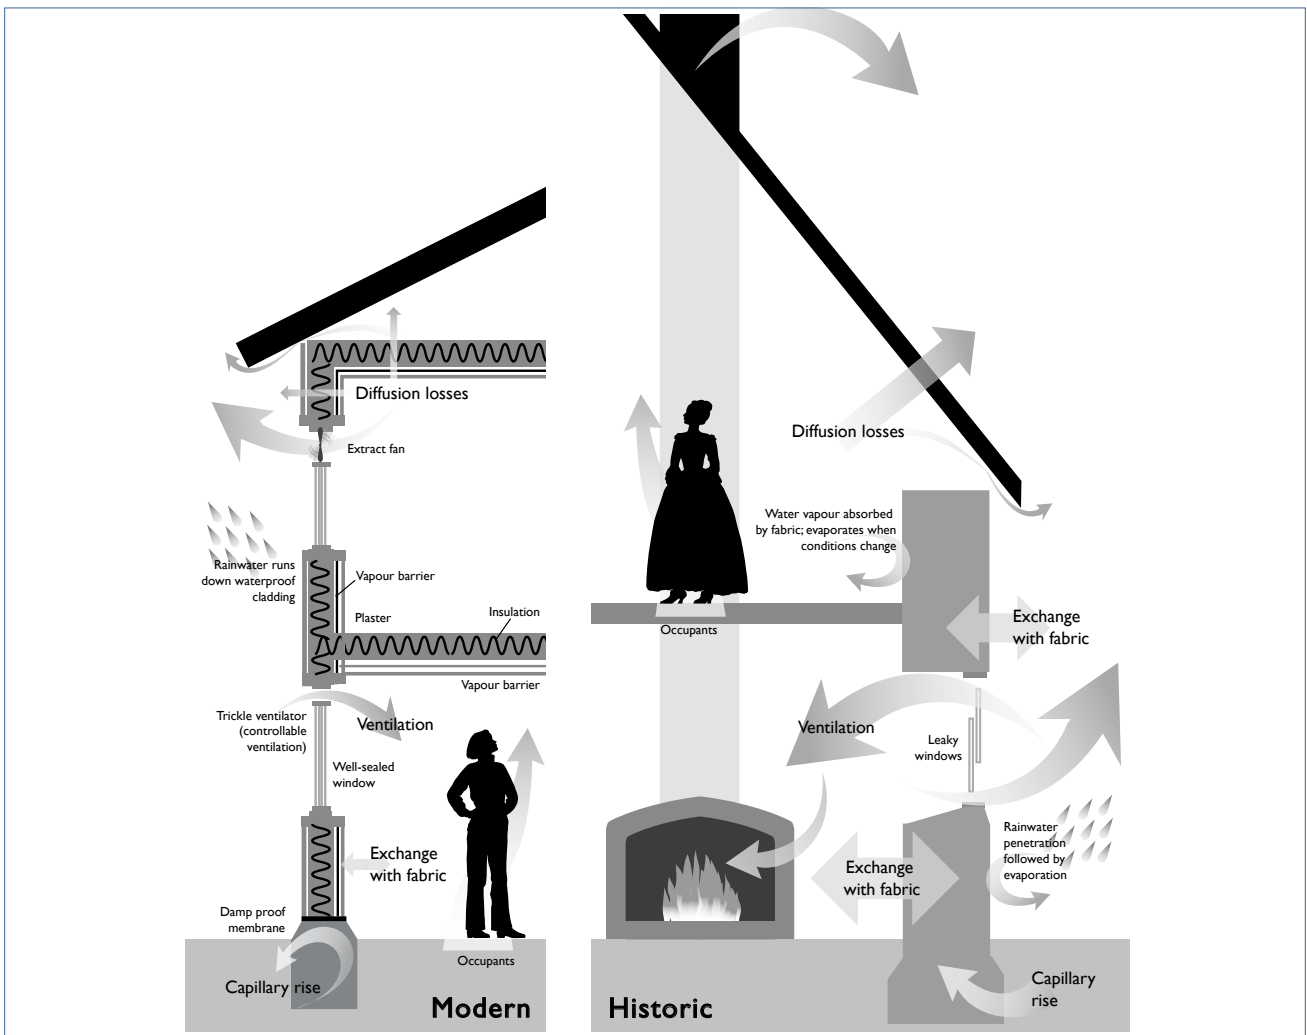 Diffusion losses
Extract fan
Rainwater runs
down waterproof
cladding
Vapour barrier
Plaster
Insulation
Vapour barrier
Trickle ventilator
(controllable
ventilation)
Ventilation
Well-sealed
window
Exchange
with fabric
Damp proof
membrane
Capillary rise
Occupants
Modern
Diffusion losses
Water vapour absorbed
by fabric; evaporates when
conditions change
Occupants
Exchange
with fabric
Ventilation
Leaky
windows
Rainwater
penetration
followed by
evaporation
Exchange
with fabric
Capillary
rise
Historic